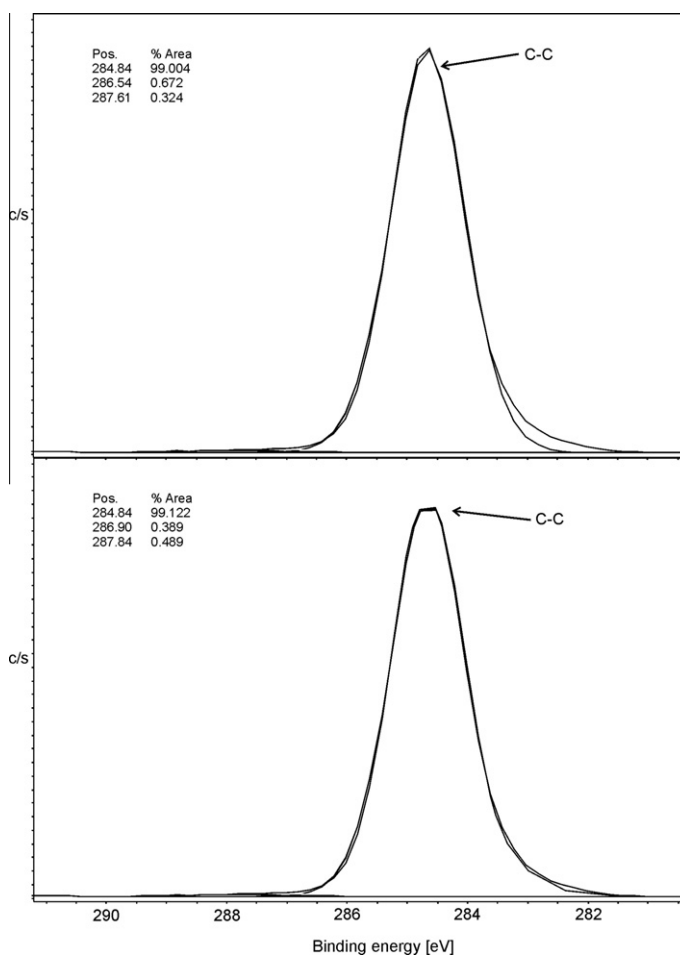 Pos. % Area
284.84 99.004
286.54 0.672
287.61 0.324
C-C
c/s
Pos. % Area
284.84 99.122
286.90 0.389
287.84 0.489
C-C
c/s
290 288 286 284 282
Binding energy [eV]